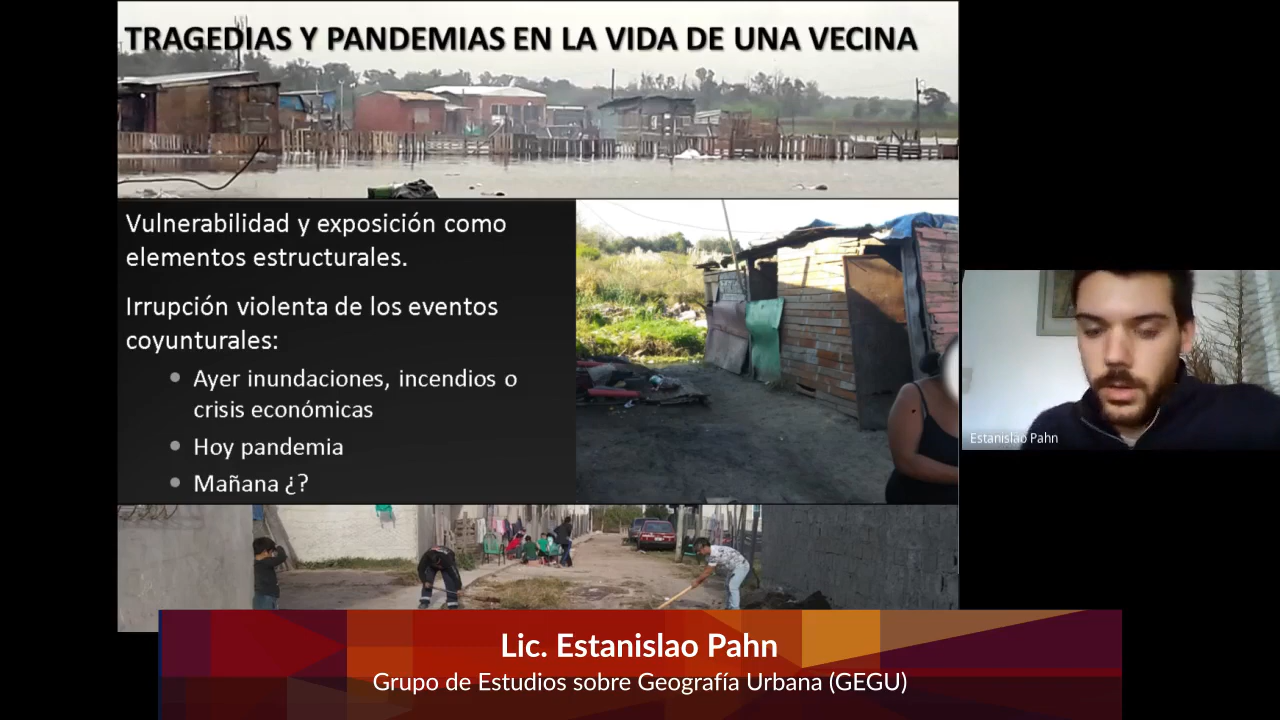 TRAGEDIAS Y PANDEMIAS EN LA VIDA DE UNA VECINA
Vulnerabilidad y exposición como
elementos estructurales.
Irrupción violenta de los eventos
coyunturales:
• Ayer inundaciones, incendios o
crisis económicas
• Hoy pandemia
• Mañana ¿?
Estanislao Pahn
Lic. Estanislao Pahn
Grupo de Estudios sobre Geografía Urbana (GEGU)